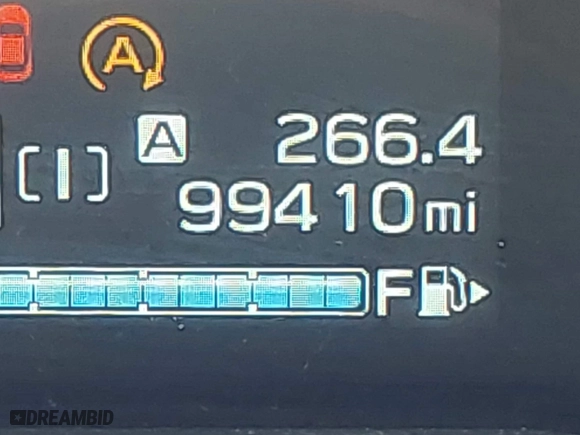 A
A 266.4
[I]
99410mi
F
DREAMBID